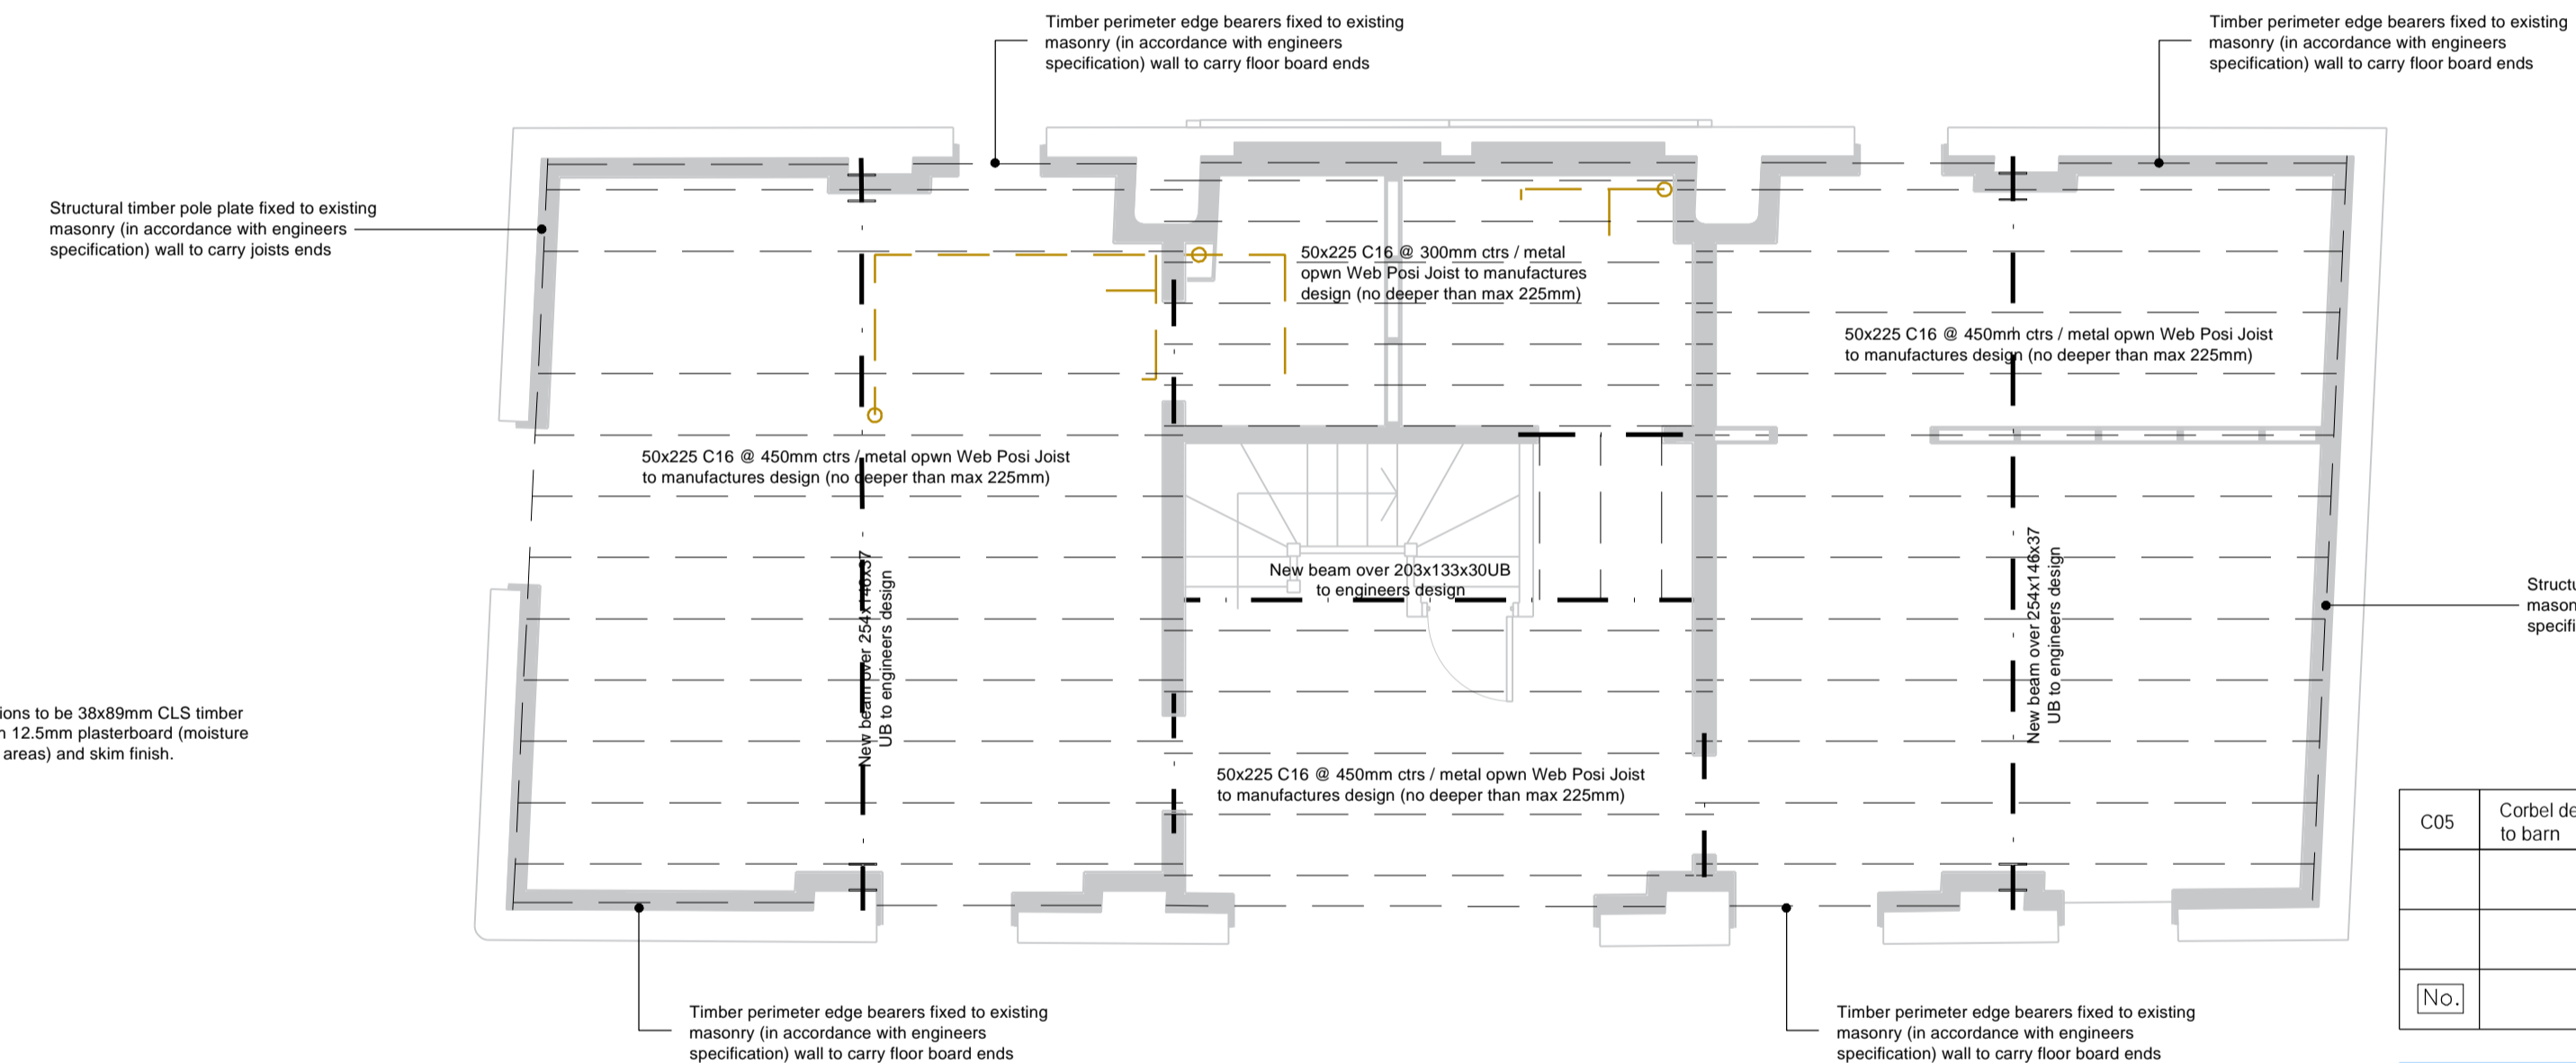 Timber perimeter edge bearers fixed to existing
masonry (in accordance with engineers
specification) wall to carry floor board ends
Timber perimeter edge bearers fixed to existing
masonry (in accordance with engineers
specification) wall to carry floor board ends
Structural timber pole plate fixed to existing
masonry (in accordance with engineers
specification) wall to carry joists ends
50x225 C16 @ 300mm ctrs / metal
opwn Web Posi Joist to manufactures
design (no deeper than max 225mm)
50x225 C16 @ 450mm ctrs / metal opwn Web Posi Joist
to manufactures design (no deeper than max 225mm)
50x225 C16 @ 450mm ctrs / metal opwn Web Posi Joist
to manufactures design (no deeper than max 225mm)
New beam over 203x133x30UB
to engineers design
New beam over 254x146x37
UB to engineers design
New beam over 254x146x37
UB to engineers design
Structu
mason
specifi
ions to be 38x89mm CLS timber
n 12.5mm plasterboard (moisture
areas) and skim finish.
50x225 C16 @ 450mm ctrs / metal opwn Web Posi Joist
to manufactures design (no deeper than max 225mm)
C05
Corbel de
to barn
No.
Timber perimeter edge bearers fixed to existing
masonry (in accordance with engineers
specification) wall to carry floor board ends
Timber perimeter edge bearers fixed to existing
masonry (in accordance with engineers
specification) wall to carry floor board ends